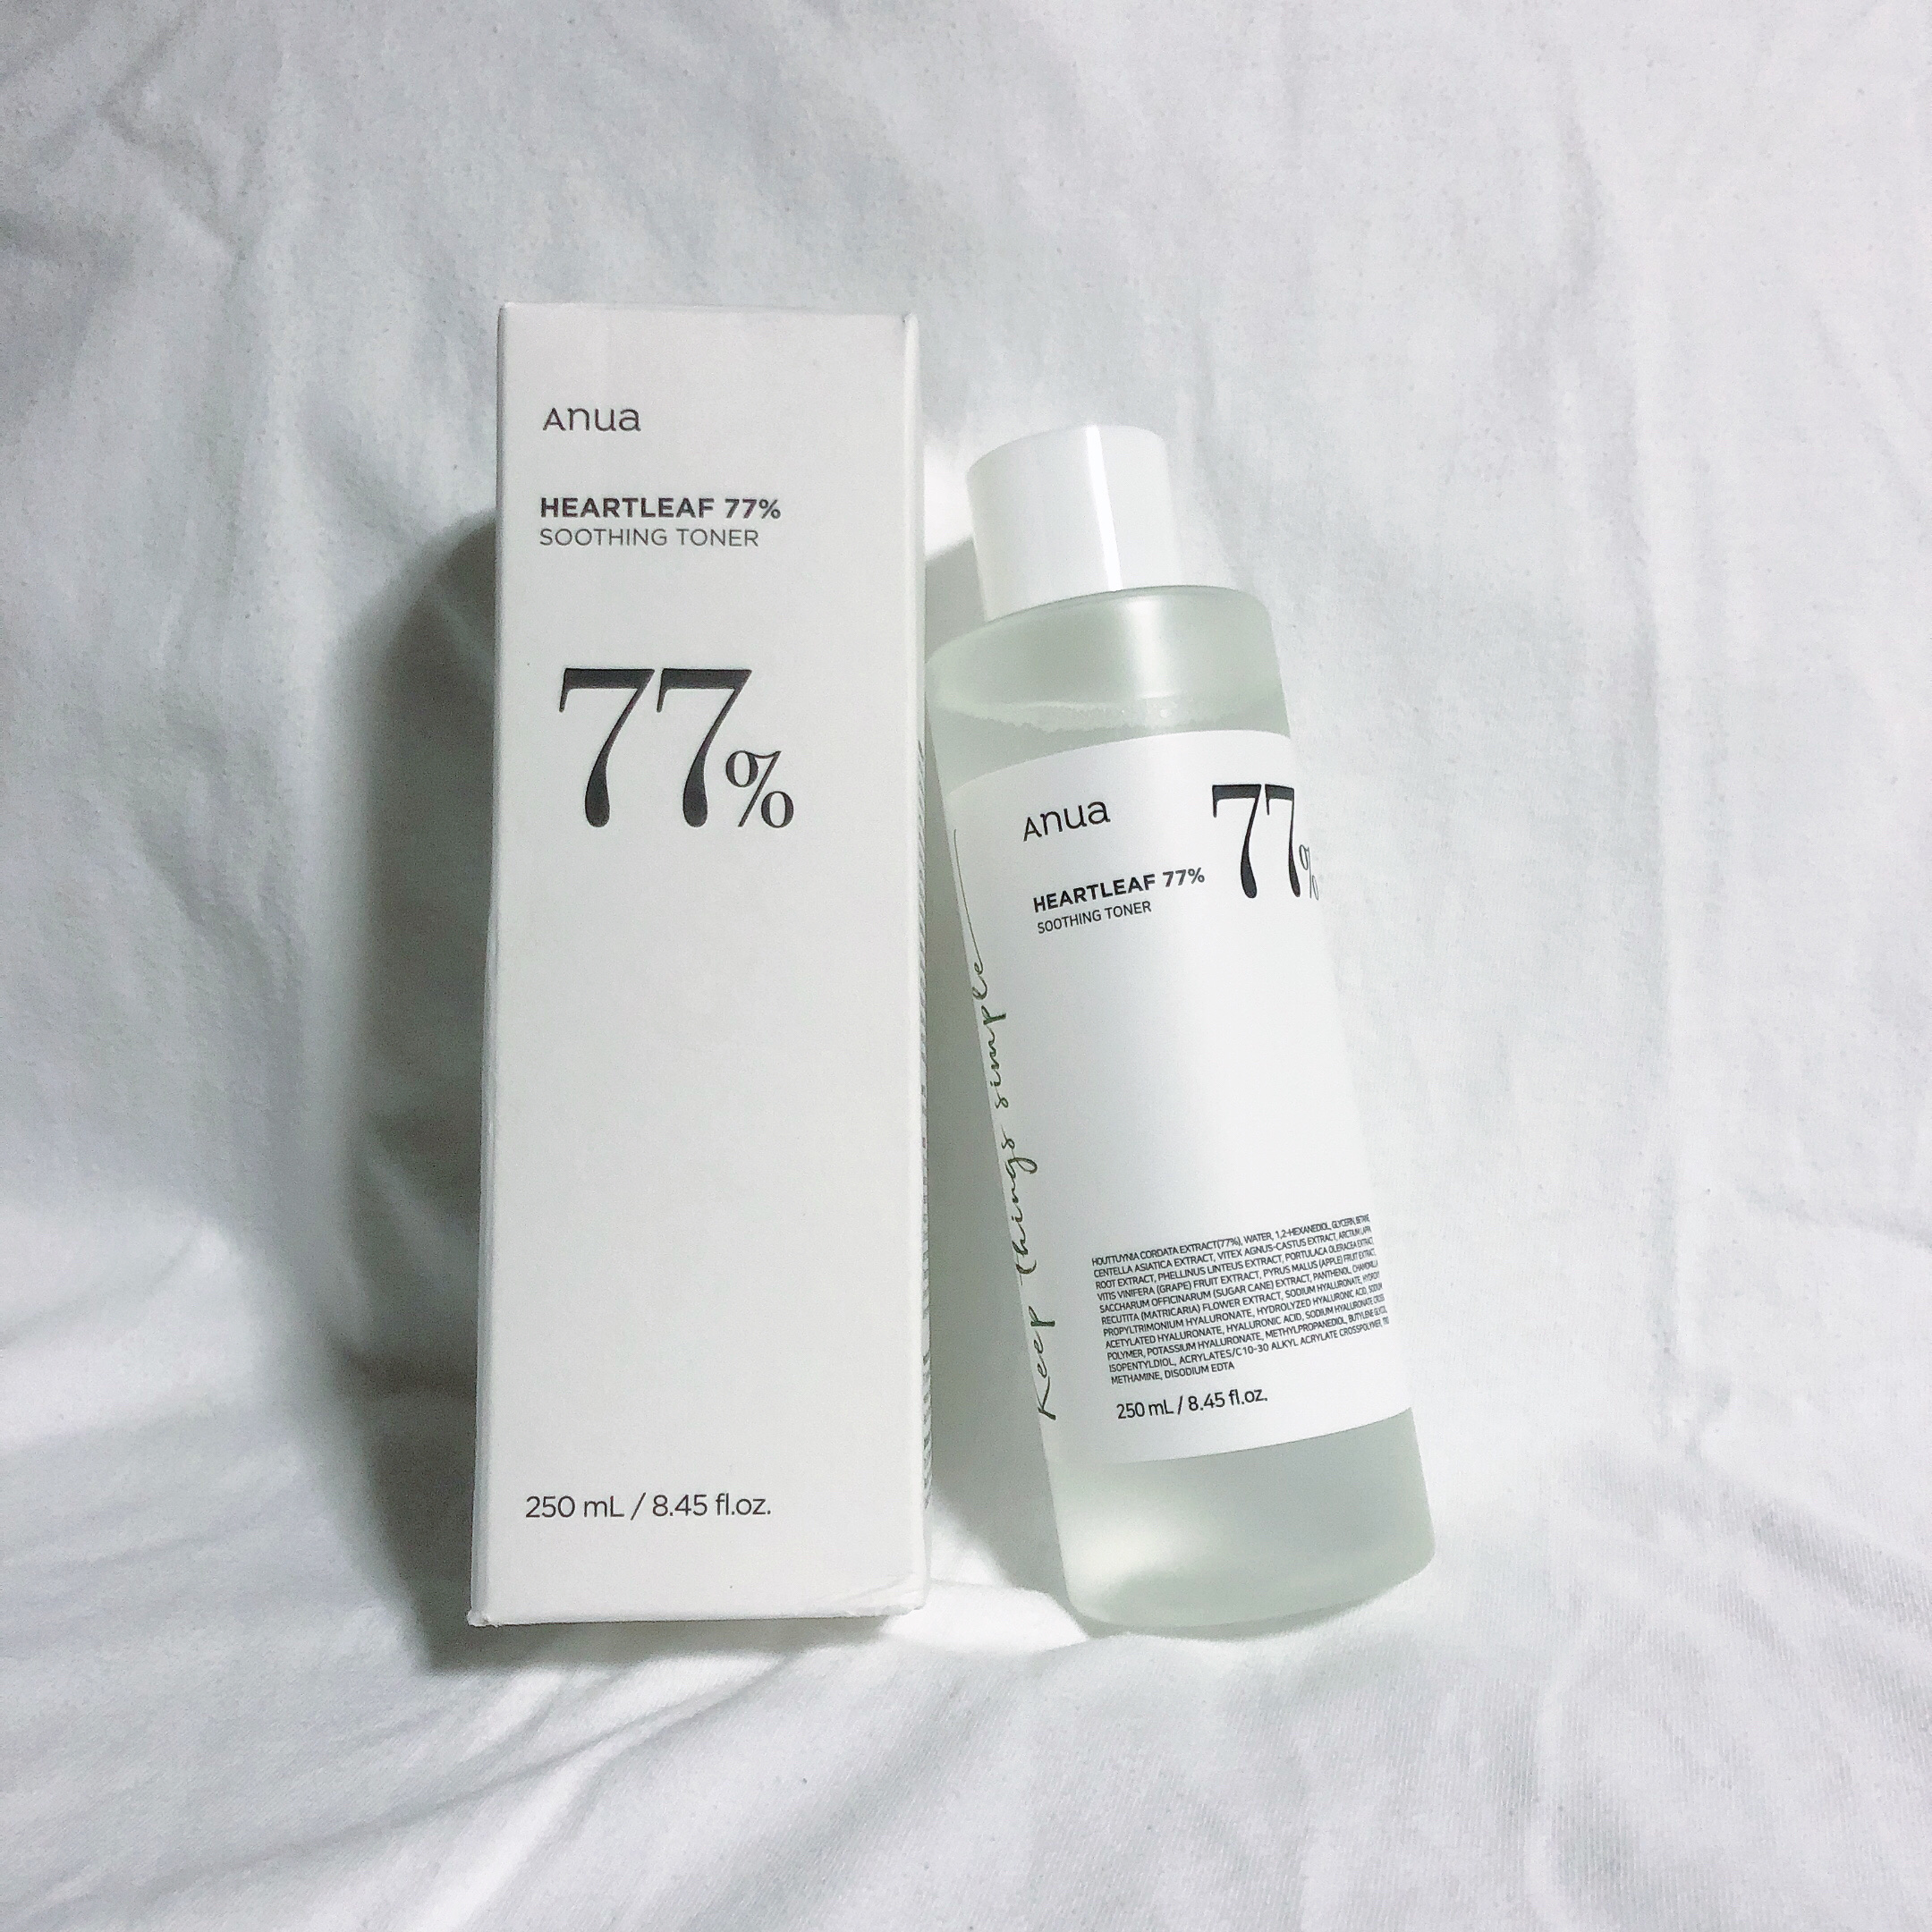 Anua
HEARTLEAF 77%
SOOTHING TONER
77%
250 mL / 8.45 fl.oz.
Anua
77%
HEARTLEAF 77%
SOOTHING TONER
Keep things simple
HOUTTUYNIA CORDATA EXTRACT(77%), WATER, 1,2-HEXANEDIOL, GLYCERIN, BETAINE
CENTELLA ASIATICA EXTRACT, VITEX AGNUS-CASTUS EXTRACT, ARCTIUM LAPPA
ROOT EXTRACT, PHELLINUS LINTEUS EXTRACT, PORTULACA OLERACEA EXTRACT,
VITIS VINIFERA (GRAPE) FRUIT EXTRACT, PYRUS MALUS (APPLE) FRUIT EXTRACT,
SACCHARUM OFFICINARUM (SUGAR CANE) EXTRACT, PANTHENOL, CHAMOMILLA
RECUTITA (MATRICARIA) FLOWER EXTRACT, SODIUM HYALURONATE,
PROPYLTRIMONIUM HYALURONATE, HYDROLYZED HYALURONIC ACID, SODIUM
ACETYLATED HYALURONATE, HYALURONIC ACID, SODIUM HYALURONATE
POLYMER, POTASSIUM HYALURONATE, METHYLPROPANEDIOL, BUTYLENE GLYCOL,
ISOPENTYLDIOL, ACRYLATES/C10-30 ALKYL ACRYLATE CROSSPOLYMER,
METHAMINE, DISODIUM EDTA
250 mL / 8.45 fl.oz.